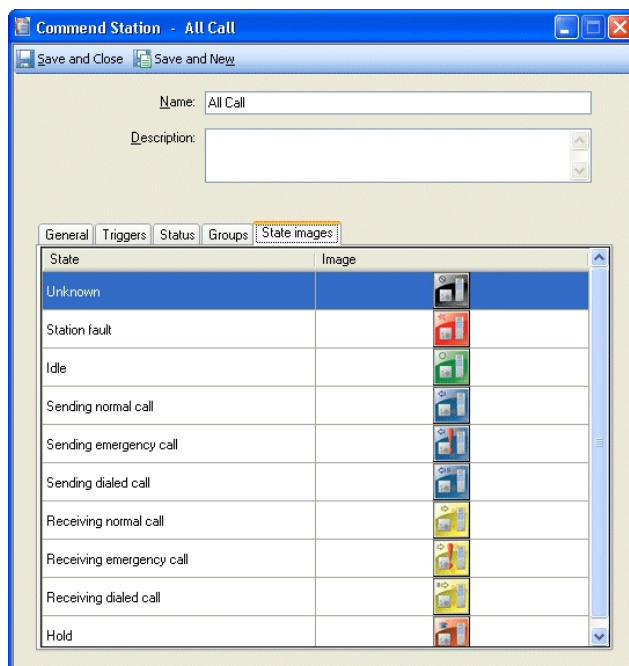 Commend Station - All Call
Save and Close Save and New
Name: All Call
Description:
General Triggers Status Groups State images
State Image
Unknown
Station fault
Idle
Sending normal call
Sending emergency call
Sending dialed call
Receiving normal call
Receiving emergency call
Receiving dialed call
Hold